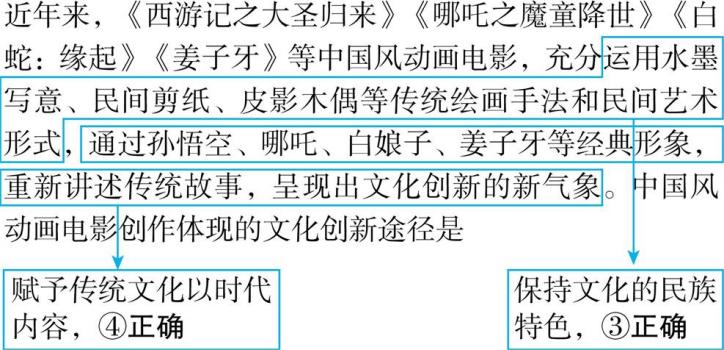 近年来，《西游记之大圣归来》《哪吒之魔童降世》《白
蛇：缘起》《姜子牙》等中国风动画电影，充分运用水墨
写意、民间剪纸、皮影木偶等传统绘画手法和民间艺术
形式，通过孙悟空、哪吒、白娘子、姜子牙等经典形象，
重新讲述传统故事，呈现出文化创新的新气象。中国风
动画电影创作体现的文化创新途径是
赋予传统文化以时代
内容，④正确
保持文化的民族
特色，③正确